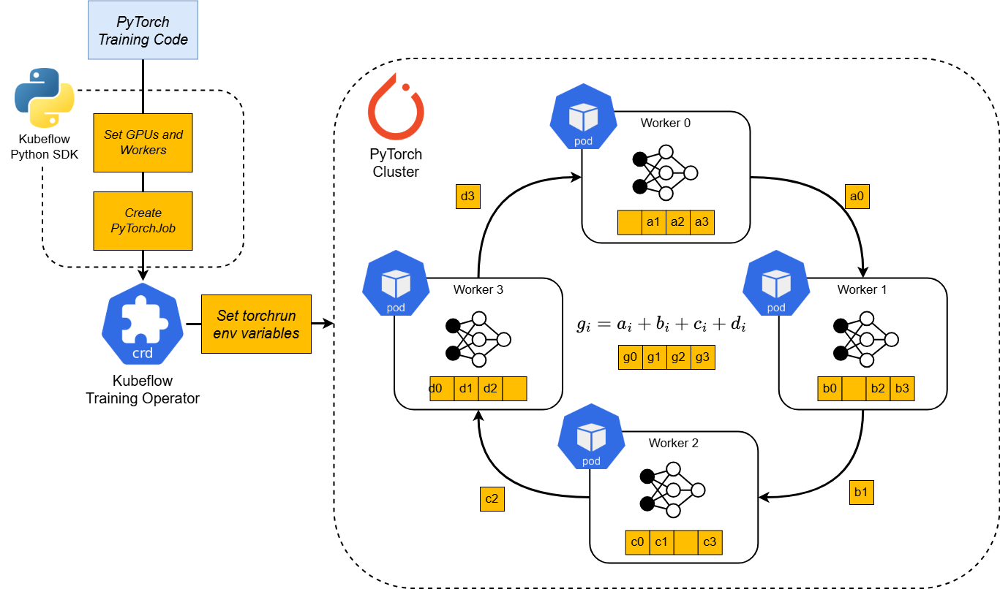 PyTorch
Training Code
Kubeflow
Python SDK
Set GPUs and
Workers
Create
PyTorchJob
crd
Kubeflow
Training Operator
Set torchrun
env variables
PyTorch
Cluster
pod
Worker 0
a1 a2 a3
d3
a0
pod
Worker 3
d0 d1 d2
g_i = a_i + b_i + c_i + d_i
g0 g1 g2 g3
pod
Worker 1
b0 b2 b3
pod
Worker 2
c0 c1 c3
c2
b1